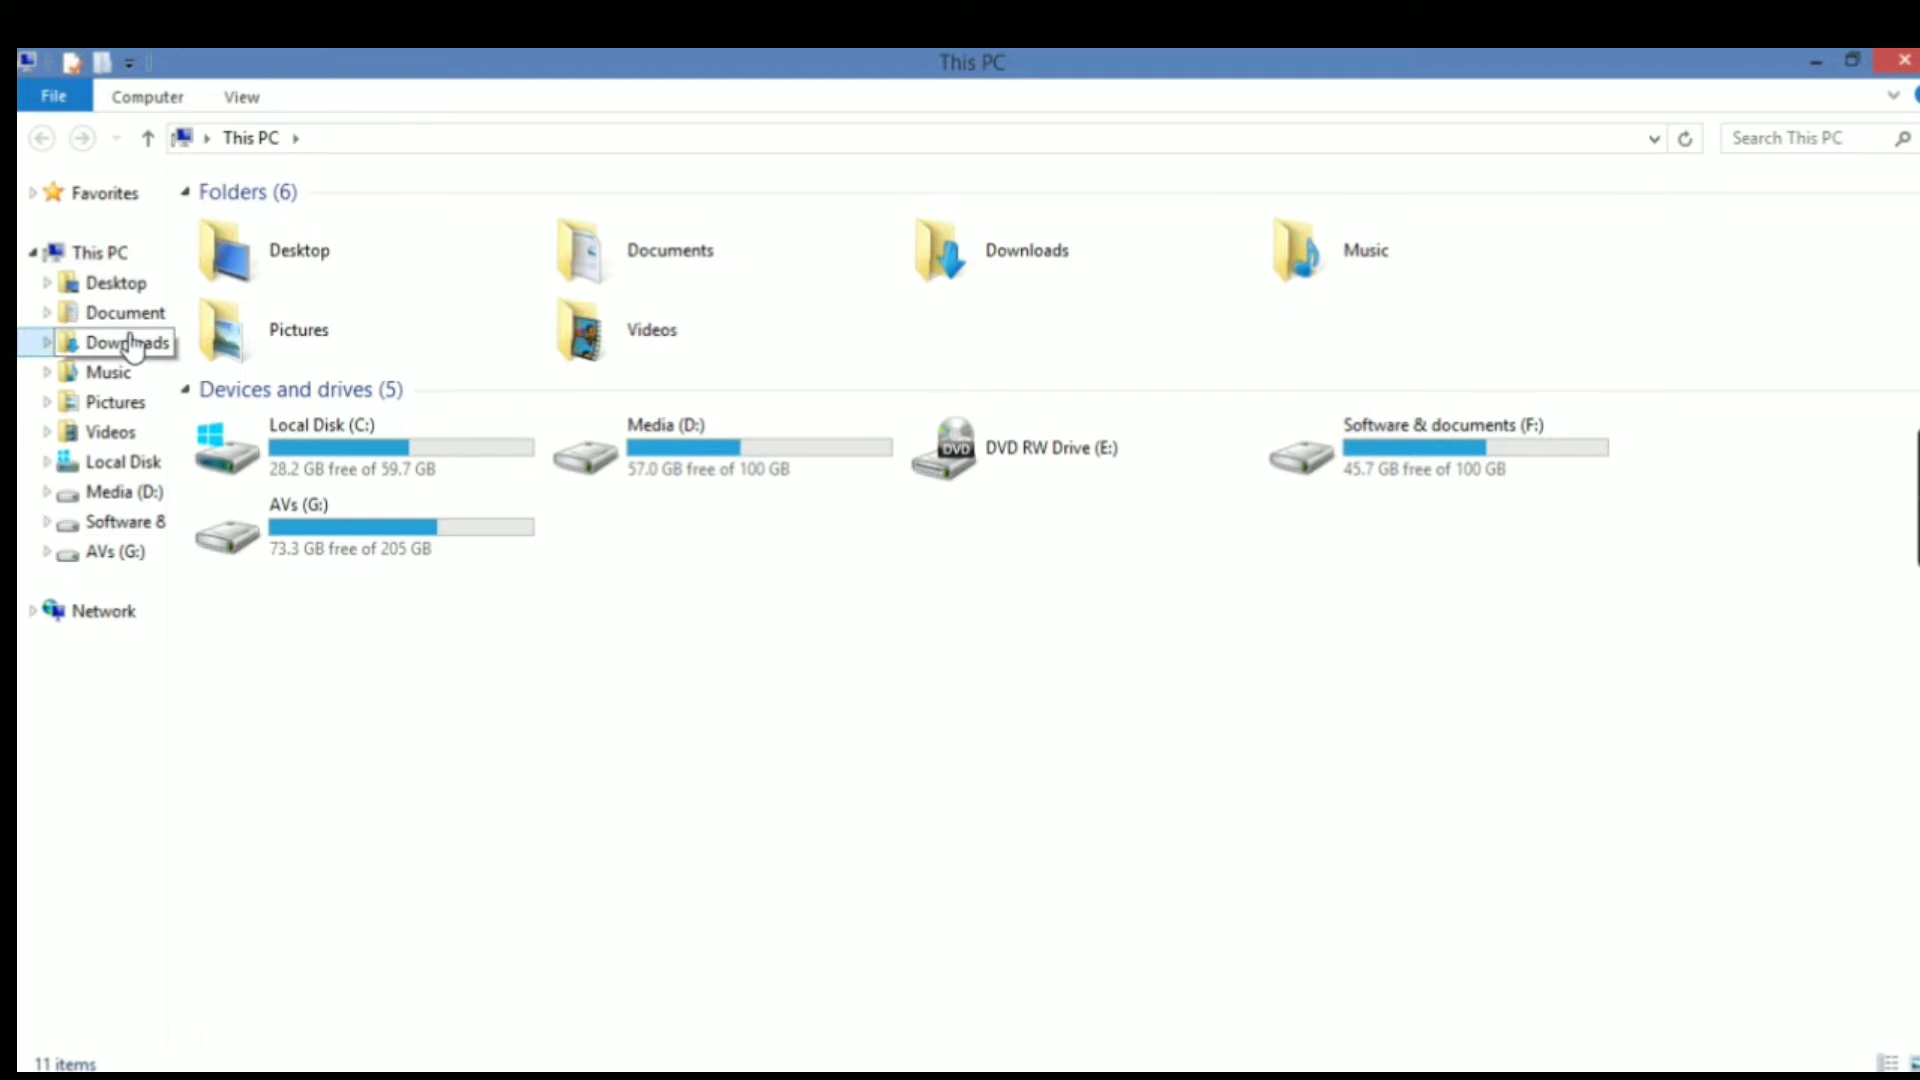 This PC
File Computer View
This PC
Search This PC
Favorites
This PC
Desktop
Document
Downloads
Music
Pictures
Videos
Local Disk
Media (D:)
Software &
AVs (G:)
Network
Folders (6)
Desktop
Documents
Downloads
Music
Pictures
Videos
Devices and drives (5)
Local Disk (C:)
28.2 GB free of 59.7 GB
Media (D:)
57.0 GB free of 100 GB
DVD
DVD RW Drive (E:)
Software & documents (F:)
45.7 GB free of 100 GB
AVs (G:)
73.3 GB free of 205 GB
11 items